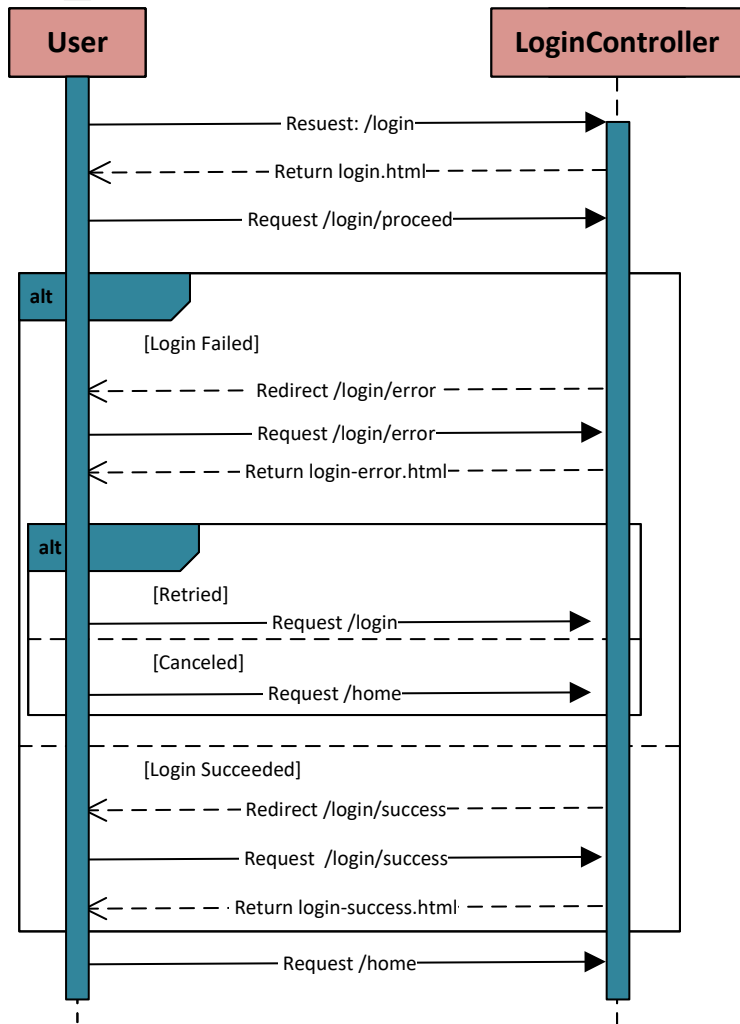 User
LoginController
Resuest: /login
Return login.html
Request /login/proceed
alt
[Login Failed]
Redirect /login/error
Request /login/error
Return login-error.html
alt
[Retried]
Request /login
[Canceled]
Request /home
[Login Succeeded]
Redirect /login/success
Request  /login/success
Return login-success.html
Request /home